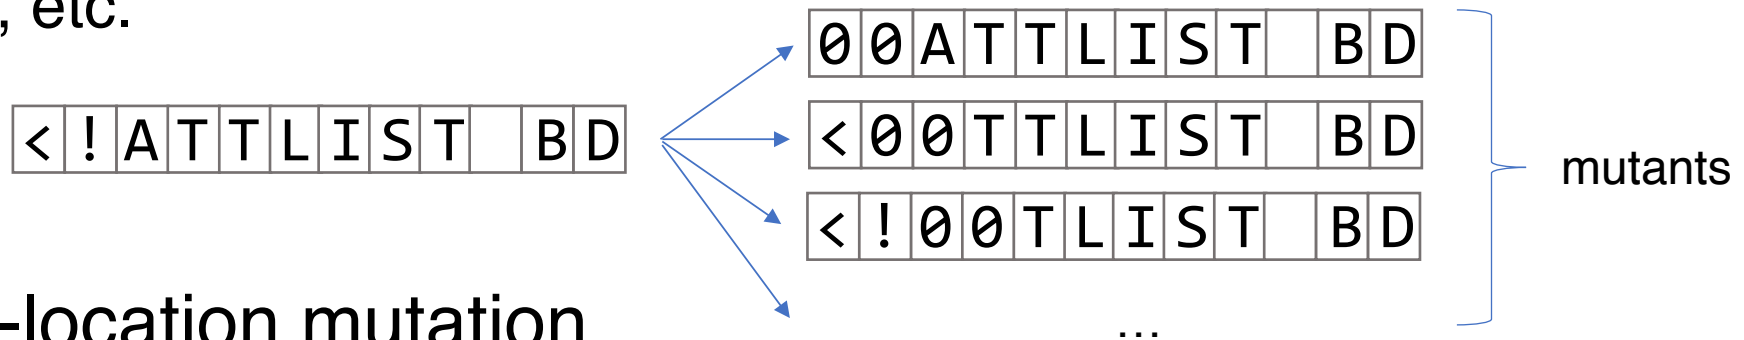 , etc.
<!ATTLIST BD
00ATTLIST BD
<00TTLIST BD
<!00TLIST BD
...
mutants
-location mutation